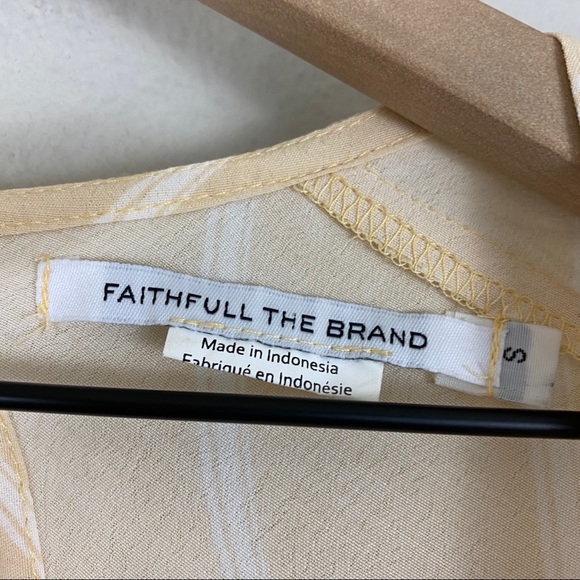 FAITHFULL THE BRAND
S
Made in Indonesia
Fabriqué en Indonésie